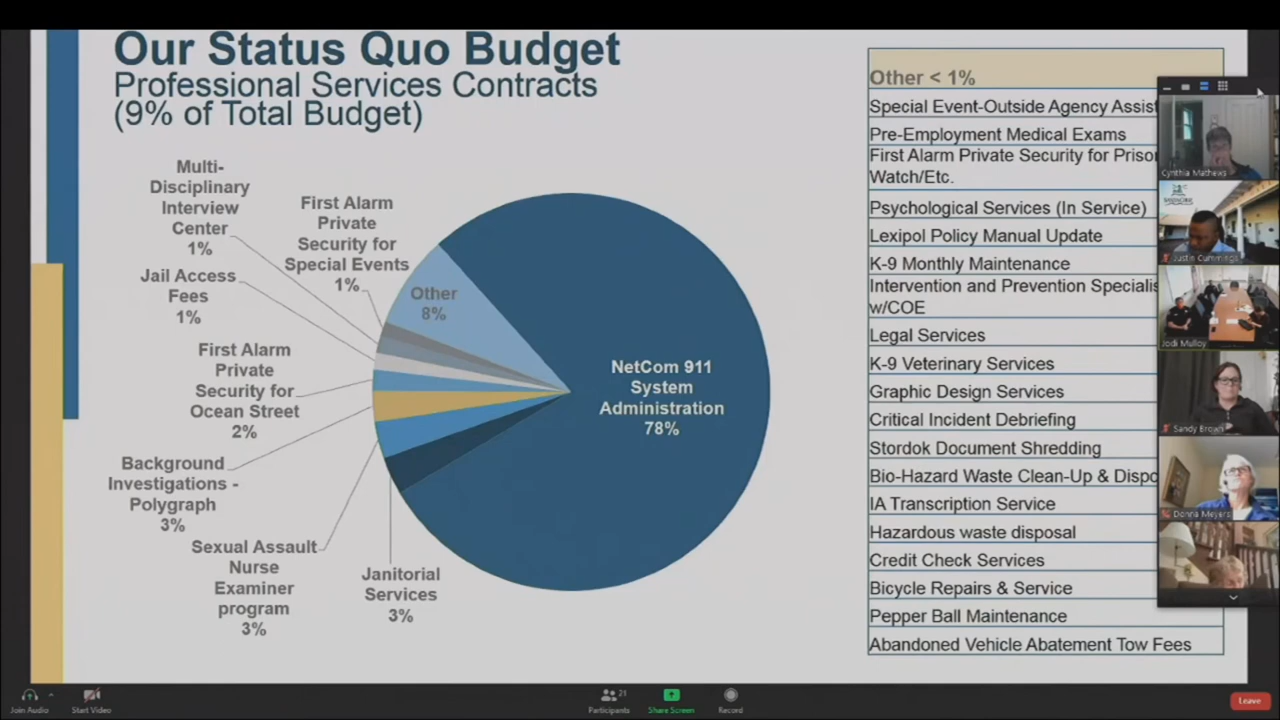 Our Status Quo Budget
Professional Services Contracts
(9% of Total Budget)
Multi-
Disciplinary
Interview
Center
1%
First Alarm
Private
Security for
Special Events
1%
Jail Access
Fees
1%
Other
8%
First Alarm
Private
Security for
Ocean Street
2%
NetCom 911
System
Administration
78%
Background
Investigations -
Polygraph
3%
Sexual Assault
Nurse
Examiner
program
3%
Janitorial
Services
3%
Other < 1%
Special Event-Outside Agency Assist
Pre-Employment Medical Exams
First Alarm Private Security for Prison
Watch/Etc.
Psychological Services (In Service)
Lexipol Policy Manual Update
K-9 Monthly Maintenance
Intervention and Prevention Specialis
w/COE
Legal Services
K-9 Veterinary Services
Graphic Design Services
Critical Incident Debriefing
Stordok Document Shredding
Bio-Hazard Waste Clean-Up & Dispo
IA Transcription Service
Hazardous waste disposal
Credit Check Services
Bicycle Repairs & Service
Pepper Ball Maintenance
Abandoned Vehicle Abatement Tow Fees
Cynthia Mathews
Justin Cummings
Jodi Mulloy
Sandy Brown
Donna Meyers
Join Audio
Start Video
21
Participants
Share Screen
Record
Leave